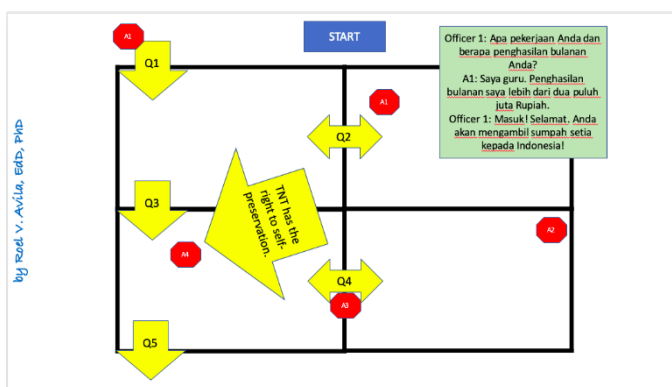 A1
START
Officer 1: Apa pekerjaan Anda dan
berapa penghasilan bulanan
Anda?
A1: Saya guru. Penghasilan
bulanan saya lebih dari dua puluh
juta Rupiah.
Officer 1: Masuk! Selamat. Anda
akan mengambil sumpah setia
kepada Indonesia!
Q1
A1
Q2
by Roel V. Avila, EdD, PhD
TNT has the
right to self-
preservation.
Q3
A2
A4
Q4
A3
Q5